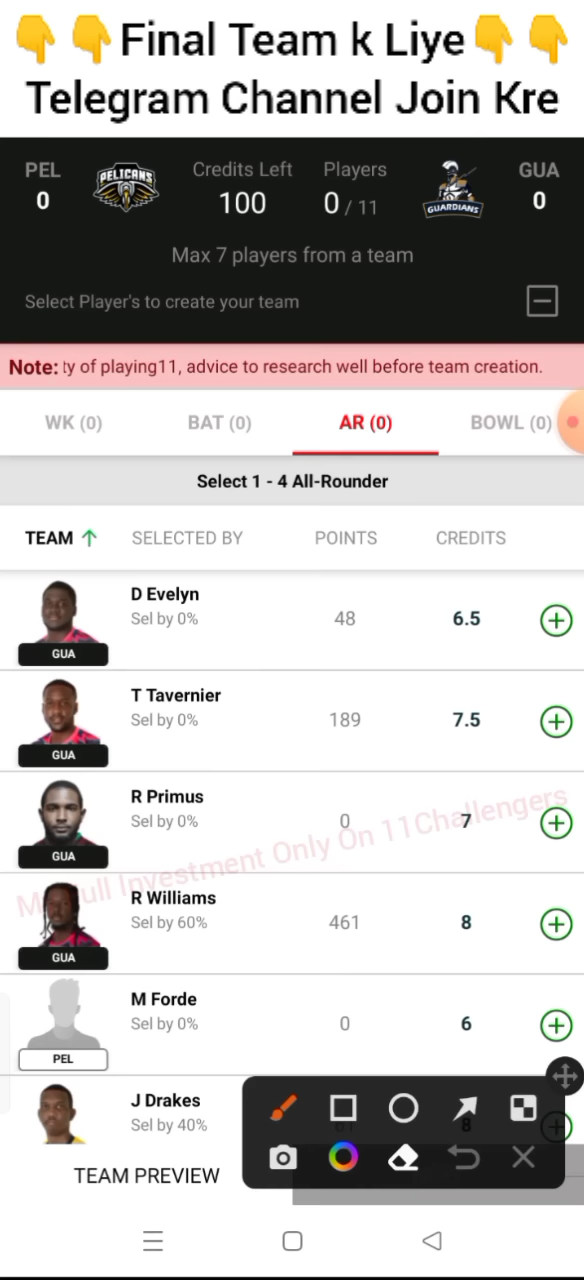 👇👇Final Team k Liye👇👇
Telegram Channel Join Kre
PEL Credits Left Players GUA
0 PELICANS 100 0 / 11 GUARDIANS 0
Max 7 players from a team
Select Player's to create your team
Note: ty of playing11, advice to research well before team creation.
WK (0) BAT (0) AR (0) BOWL (0)
Select 1 - 4 All-Rounder
TEAM ↑ SELECTED BY POINTS CREDITS
D Evelyn
Sel by 0% 48 6.5
GUA
T Tavernier
Sel by 0% 189 7.5
GUA
R Primus
Sel by 0% 0 7
GUA
Investment Only On 11Challengers
R Williams
Sel by 60% 461 8
GUA
M Forde
Sel by 0% 0 6
PEL
J Drakes
Sel by 40% 8
TEAM PREVIEW